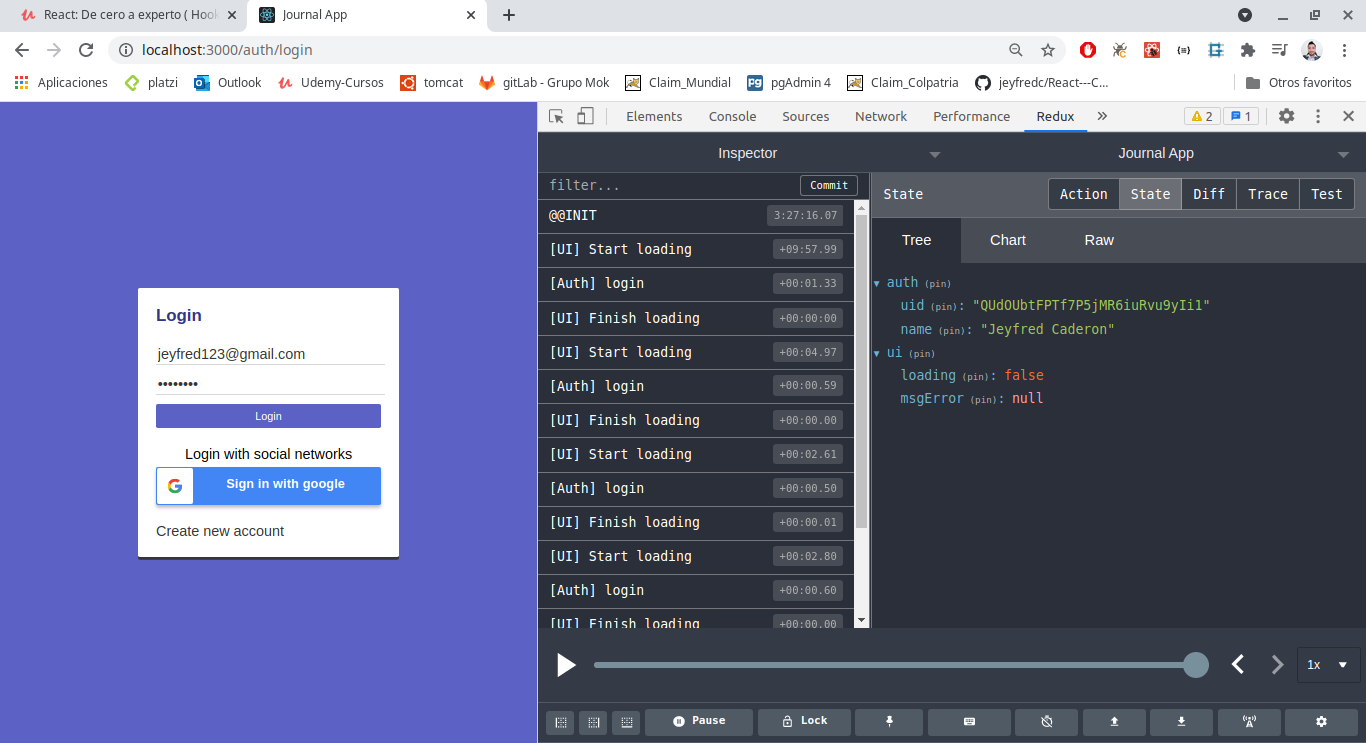 React: De cero a experto ( Hook
Journal App
localhost:3000/auth/login
Aplicaciones
platzi
Outlook
Udemy-Cursos
tomcat
gitLab - Grupo Mok
Claim_Mundial
pgAdmin 4
Claim_Colpatria
jeyfredc/React---C...
Otros favoritos
Login
jeyfred123@gmail.com
••••••••
Login
Login with social networks
Sign in with google
Create new account
Elements Console Sources Network Performance Redux » 2 1
Inspector
Journal App
filter...
Commit
@@INIT 3:27:16.07
[UI] Start loading +09:57.99
[Auth] login +00:01.33
[UI] Finish loading +00:00:00
[UI] Start loading +00:04.97
[Auth] login +00:00.59
[UI] Finish loading +00:00.00
[UI] Start loading +00:02.61
[Auth] login +00:00.50
[UI] Finish loading +00:00.01
[UI] Start loading +00:02.80
[Auth] login +00:00.60
[UI] Finish loading +00:00.00
State
Action State Diff Trace Test
Tree Chart Raw
auth (pin)
uid (pin): "QUdOUbtFPTf7P5jMR6iuRvu9yIi1"
name (pin): "Jeyfred Caderon"
ui (pin)
loading (pin): false
msgError (pin): null
1x
Pause
Lock